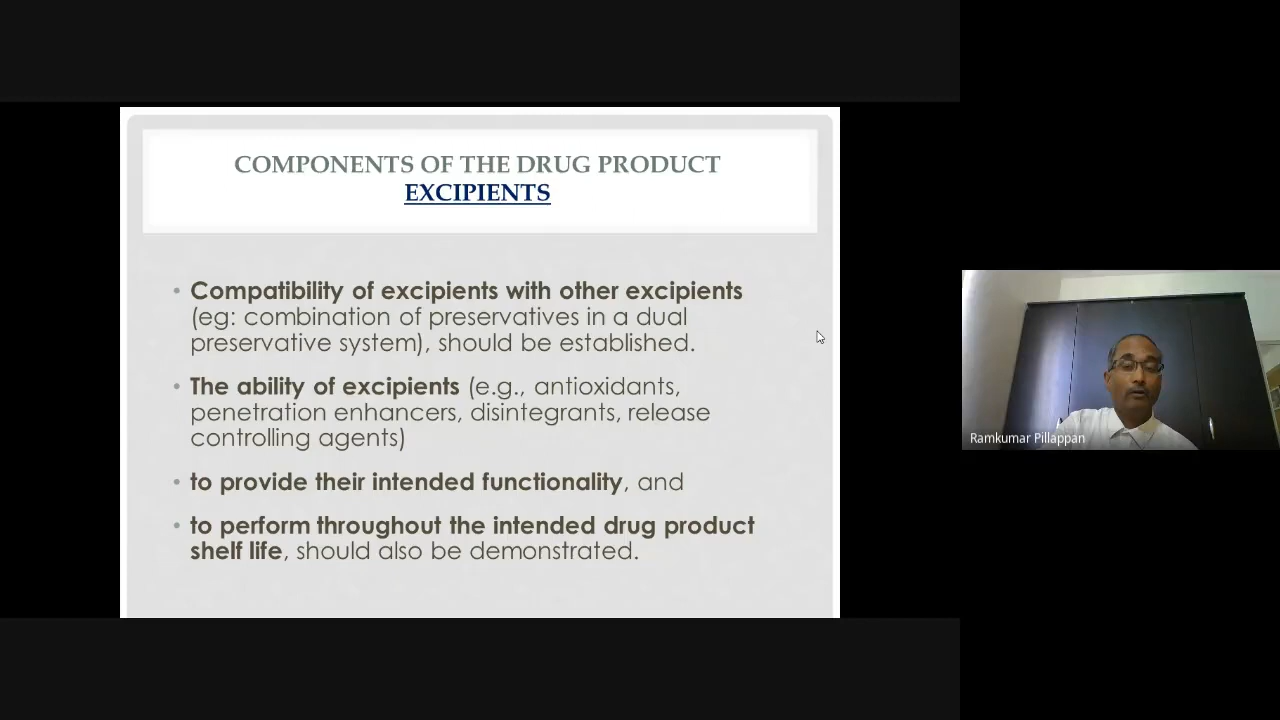 COMPONENTS OF THE DRUG PRODUCT
EXCIPIENTS
• Compatibility of excipients with other excipients
(eg: combination of preservatives in a dual
preservative system), should be established.
• The ability of excipients (e.g., antioxidants,
penetration enhancers, disintegrants, release
controlling agents)
• to provide their intended functionality, and
• to perform throughout the intended drug product
shelf life, should also be demonstrated.
Ramkumar Pillappan